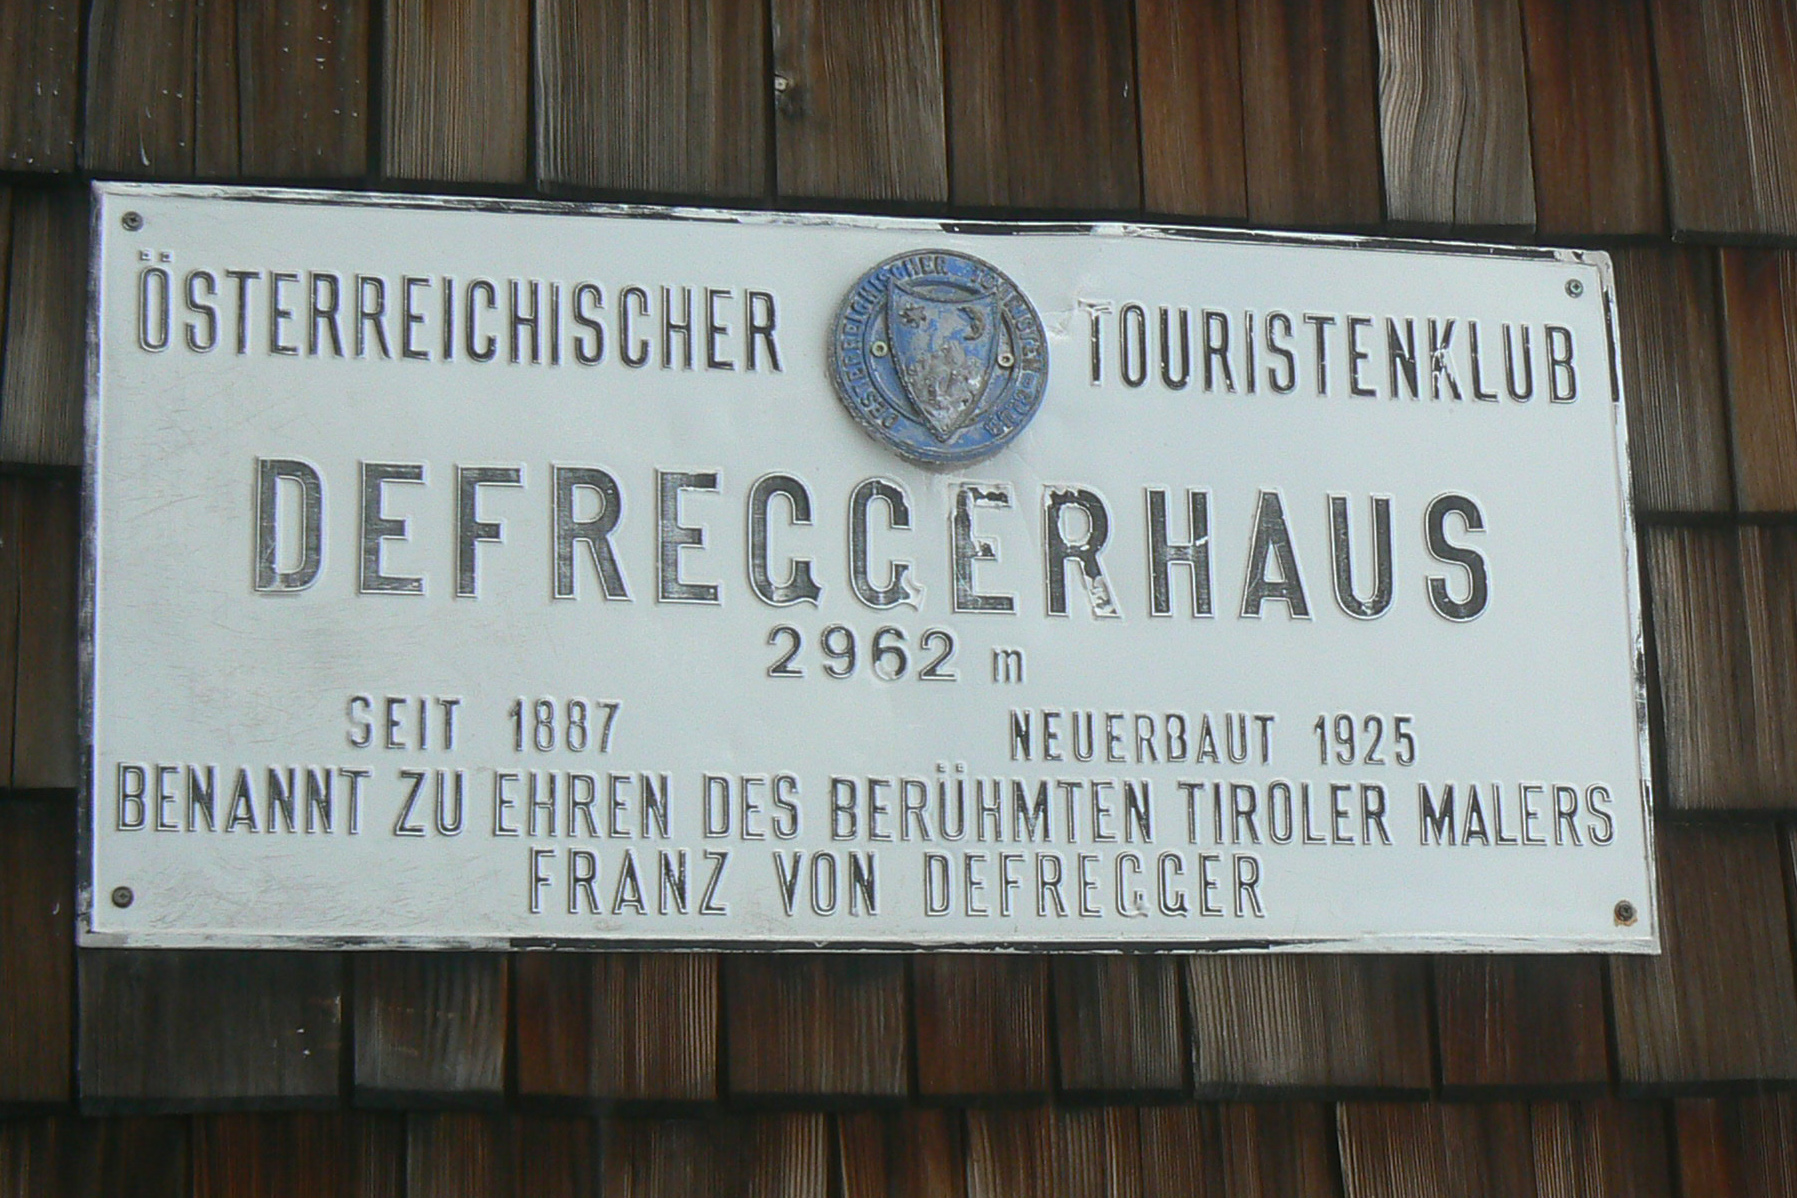 ÖSTERREICHISCHER TOURISTENKLUB
DEFREGGERHAUS
2962 m
SEIT 1887 NEUERBAUT 1925
BENANNT ZU EHREN DES BERÜHMTEN TIROLER MALERS
FRANZ VON DEFREGGER